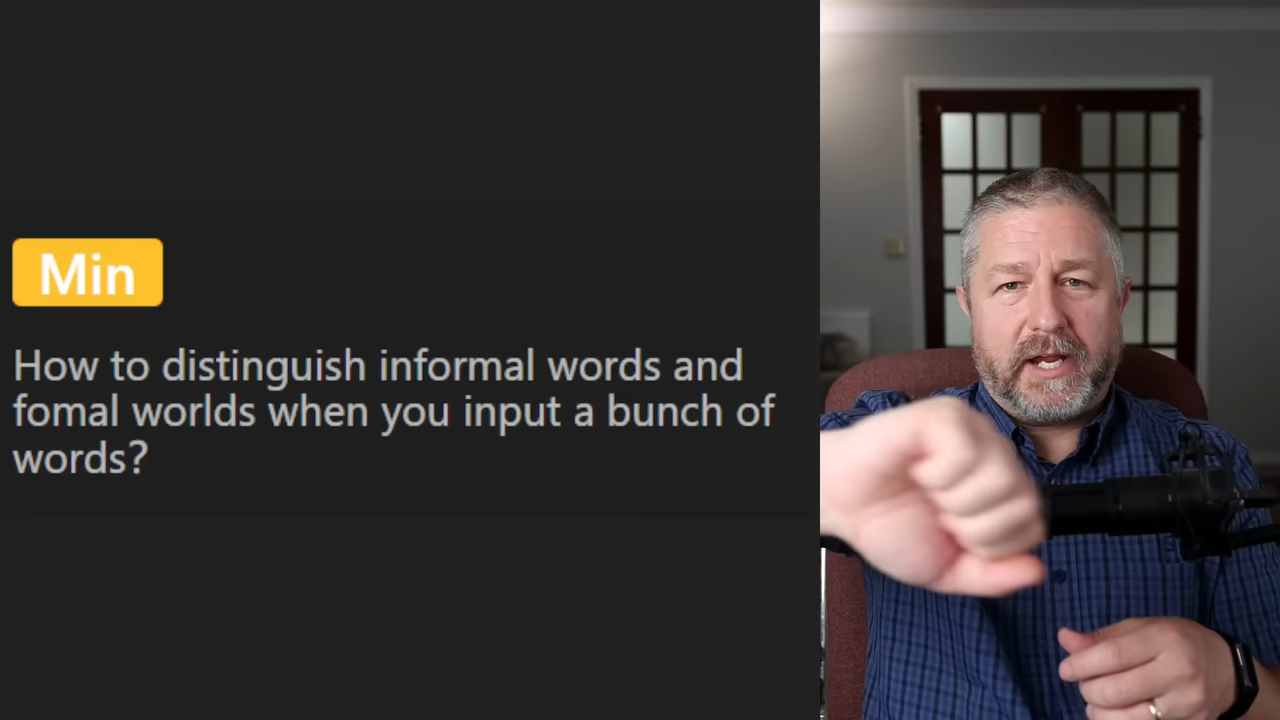 Min
How to distinguish informal words and
fomal worlds when you input a bunch of
words?